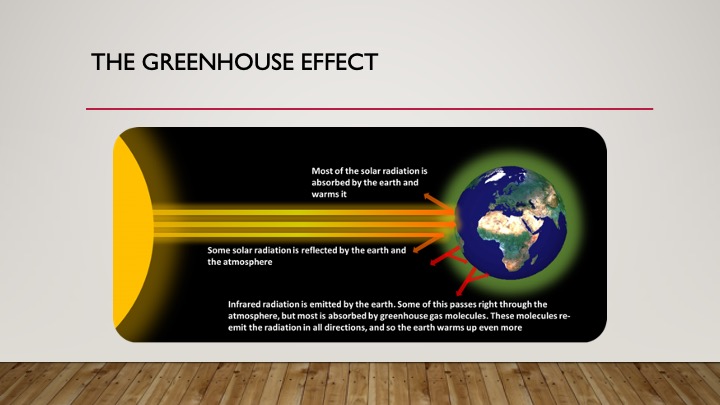 THE GREENHOUSE EFFECT
Most of the solar radiation is
absorbed by the earth and
warms it
Some solar radiation is reflected by the earth and
the atmosphere
Infrared radiation is emitted by the earth. Some of this passes right through the
atmosphere, but most is absorbed by greenhouse gas molecules. These molecules re-
emit the radiation in all directions, and so the earth warms up even more